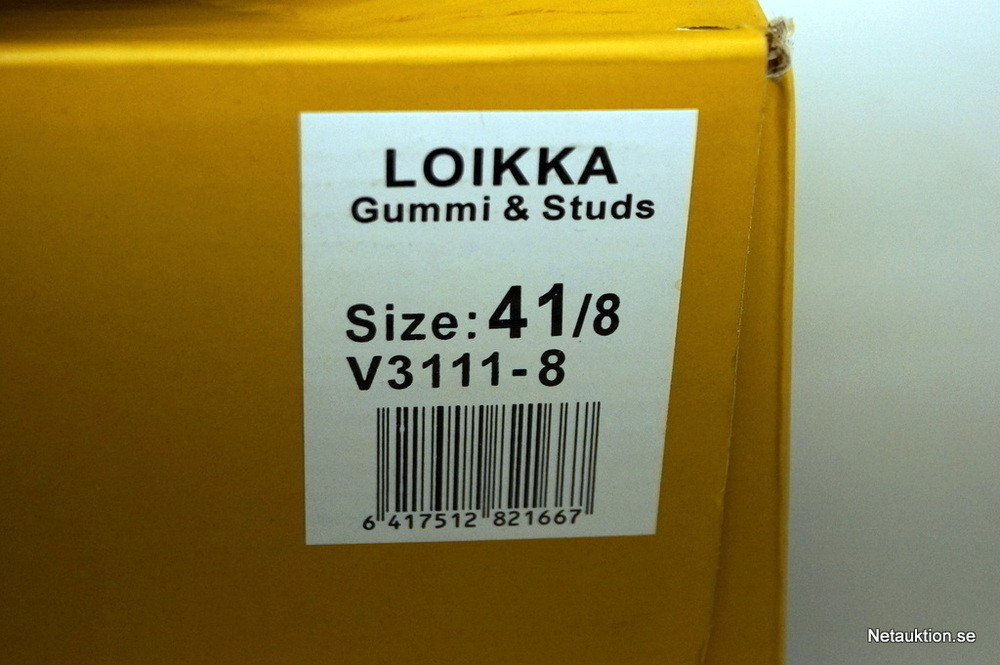 LOIKKA
Gummi & Studs
Size: 41/8
V3111-8
6 417512 821667
Netauktion.se